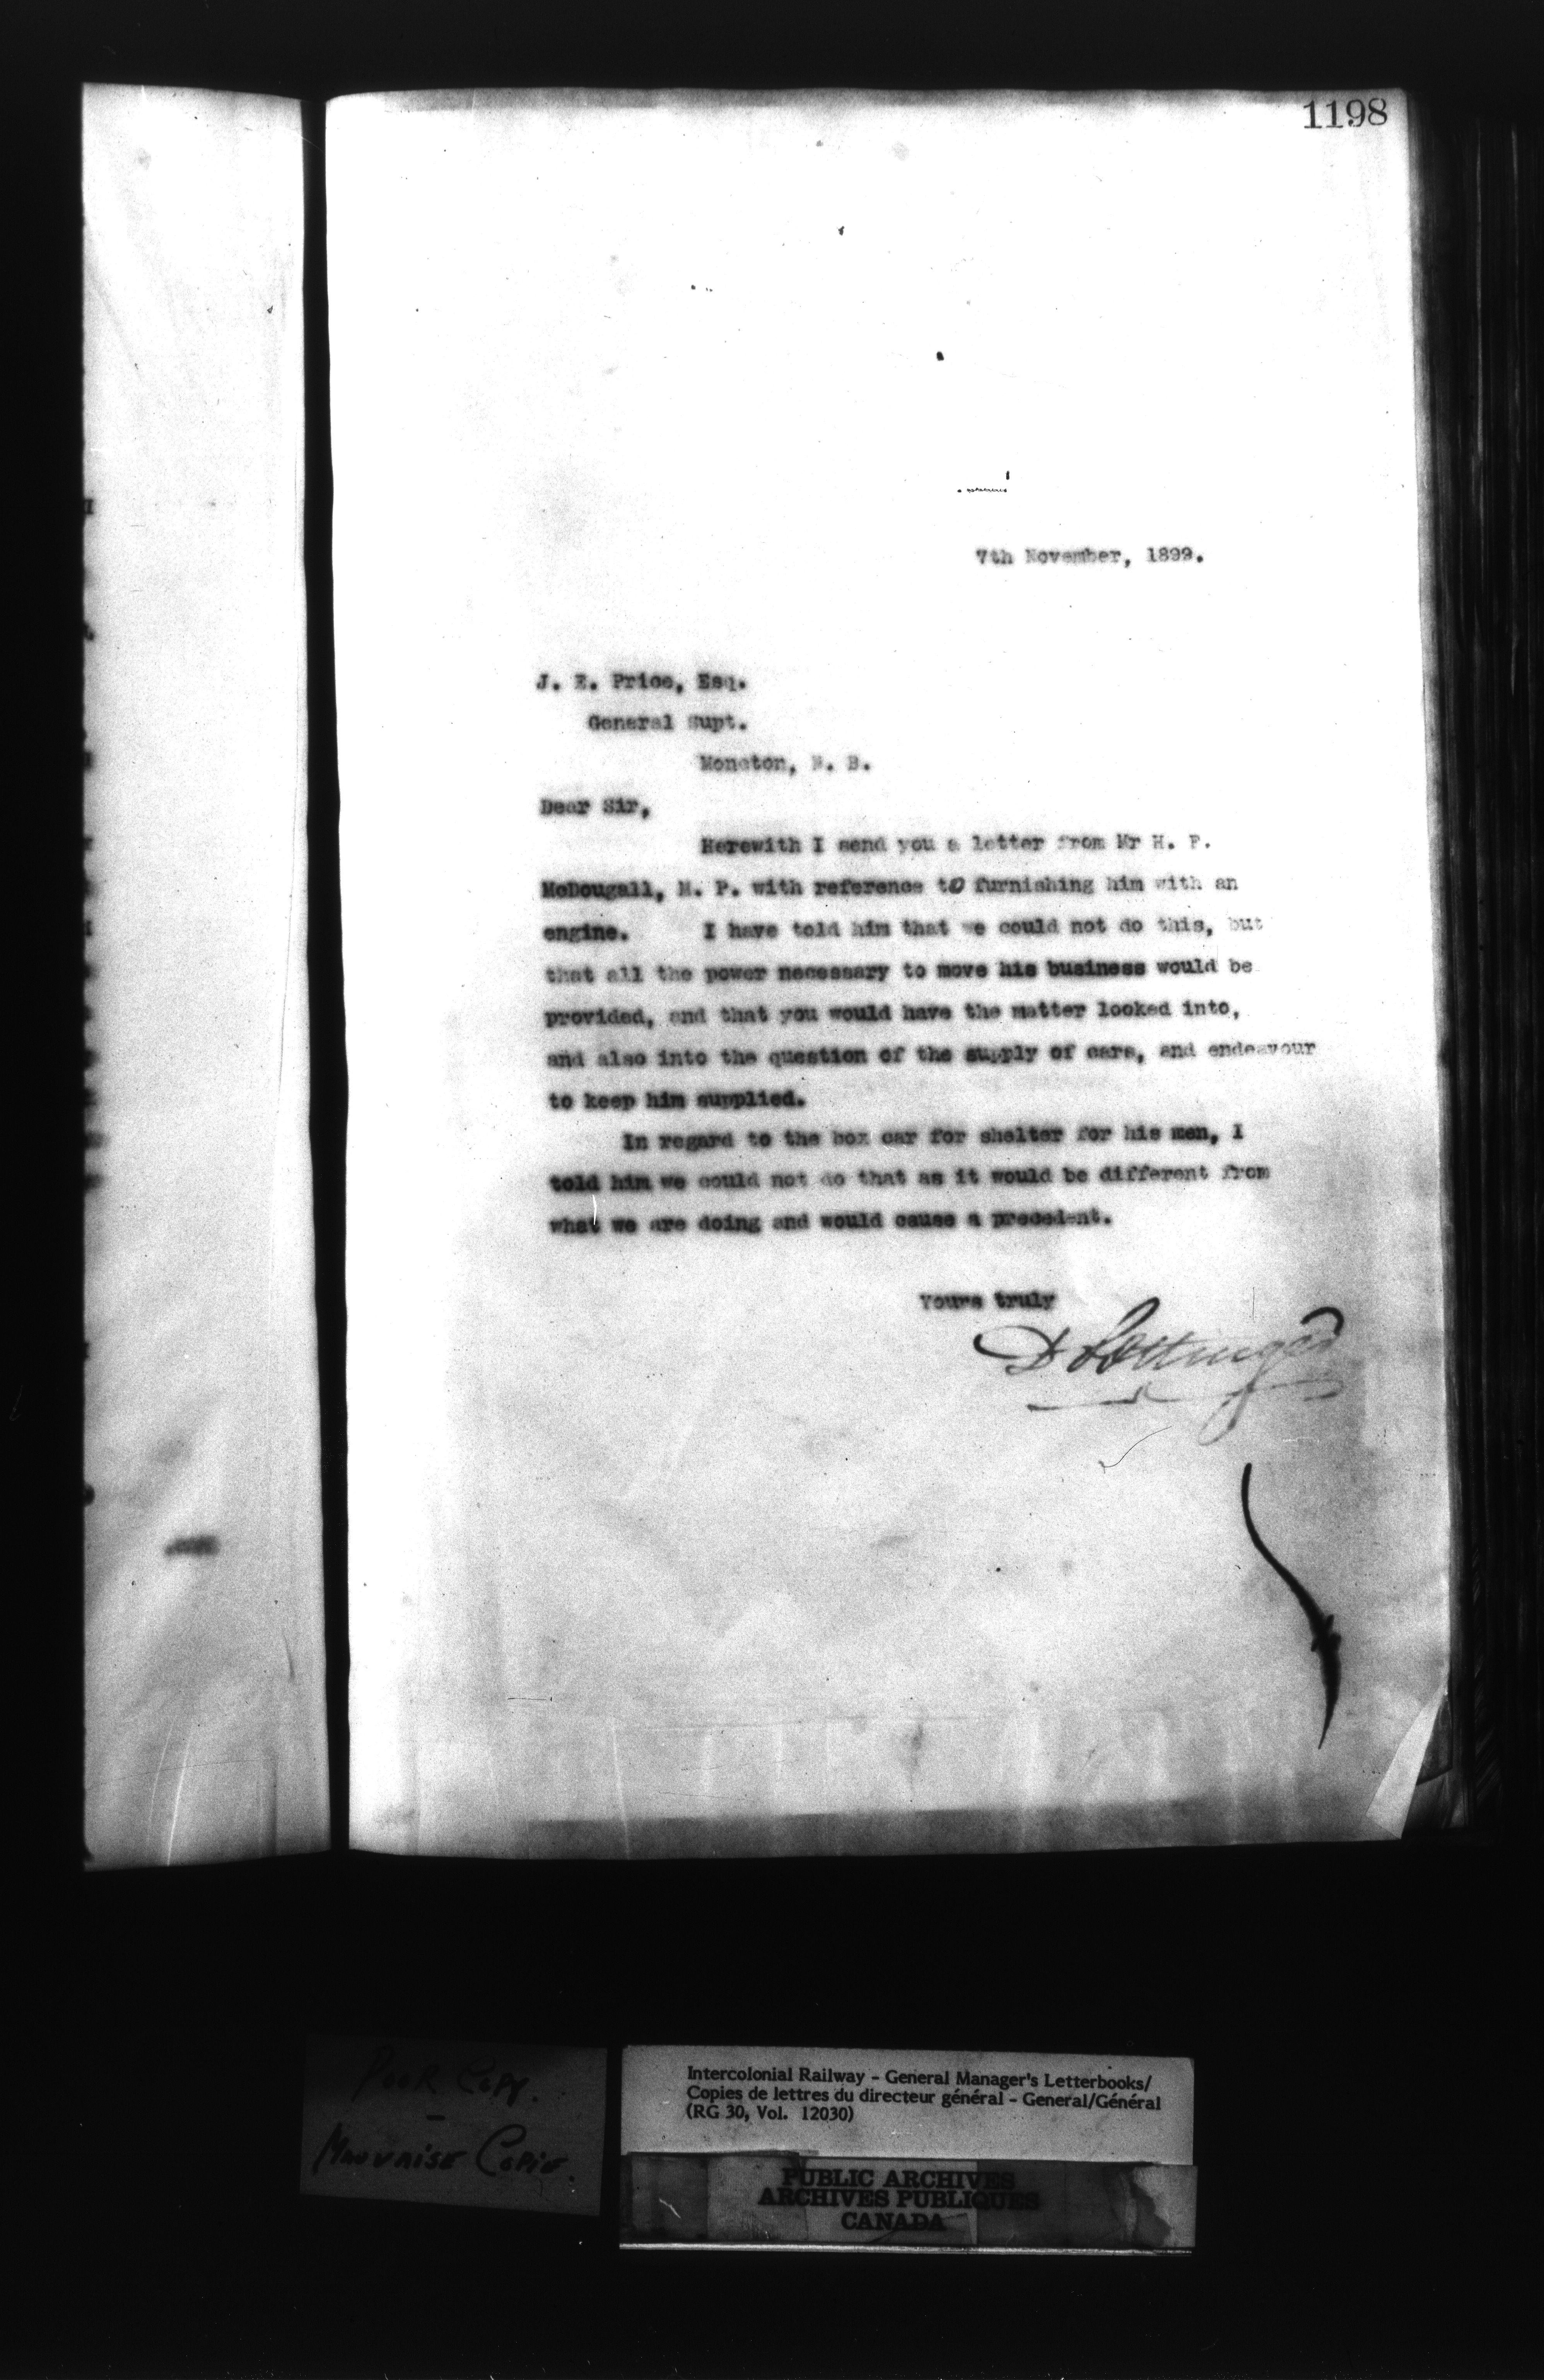 1198
7th November, 1899.
J. E. Price, Esq.
General Supt.
Moncton, N. B.
Dear Sir,
Herewith I send you a letter from Mr H. F.
McDougall, M. P. with reference to furnishing him with an
engine. I have told him that we could not do this, but
that all the power necessary to move his business would be
provided, and that you would have the matter looked into,
and also into the question of the supply of cars, and endeavour
to keep him supplied.
In regard to the box car for shelter for his men, I
told him we could not do that as it would be different from
what we are doing and would cause a precedent.
Yours truly
D Pottinger
Poor Copy.
Mauvaise Copie.
Intercolonial Railway - General Manager's Letterbooks/
Copies de lettres du directeur général - General/Général
(RG 30, Vol. 12030)
PUBLIC ARCHIVES
ARCHIVES PUBLIQUES
CANADA